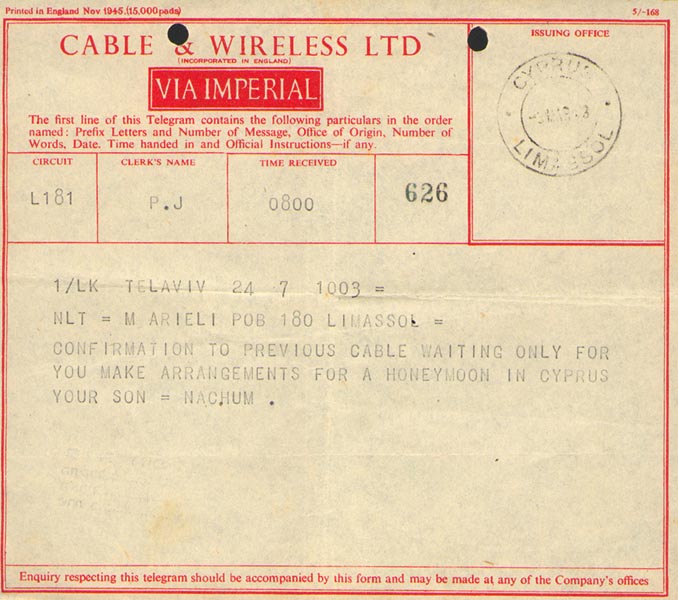 Printed in England Nov 1945.(15,000 pads)
5/-168
CABLE & WIRELESS LTD
(INCORPORATED IN ENGLAND)
VIA IMPERIAL
The first line of this Telegram contains the following particulars in the order
named: Prefix Letters and Number of Message, Office of Origin, Number of
Words, Date, Time handed in and Official Instructions—if any.
ISSUING OFFICE
CYPRUS
LIMASSOL
CIRCUIT
CLERK'S NAME
TIME RECEIVED
L181
P.J
0800
626
1/LK TELAVIV 24 7 1003 =
NLT = M ARIELI POB 180 LIMASSOL =
CONFIRMATION TO PREVIOUS CABLE WAITING ONLY FOR
YOU MAKE ARRANGEMENTS FOR A HONEYMOON IN CYPRUS
YOUR SON = NACHUM .
Enquiry respecting this telegram should be accompanied by this form and may be made at any of the Company's offices